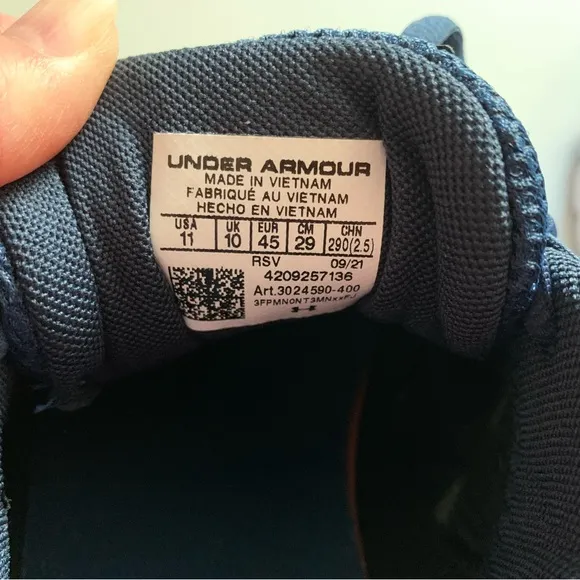 UNDER ARMOUR
MADE IN VIETNAM
FABRIQUÉ AU VIETNAM
HECHO EN VIETNAM
USA UK EUR CM CHN
11 10 45 29 290(2.5)
RSV 09/21
4209257136
Art.3024590-400